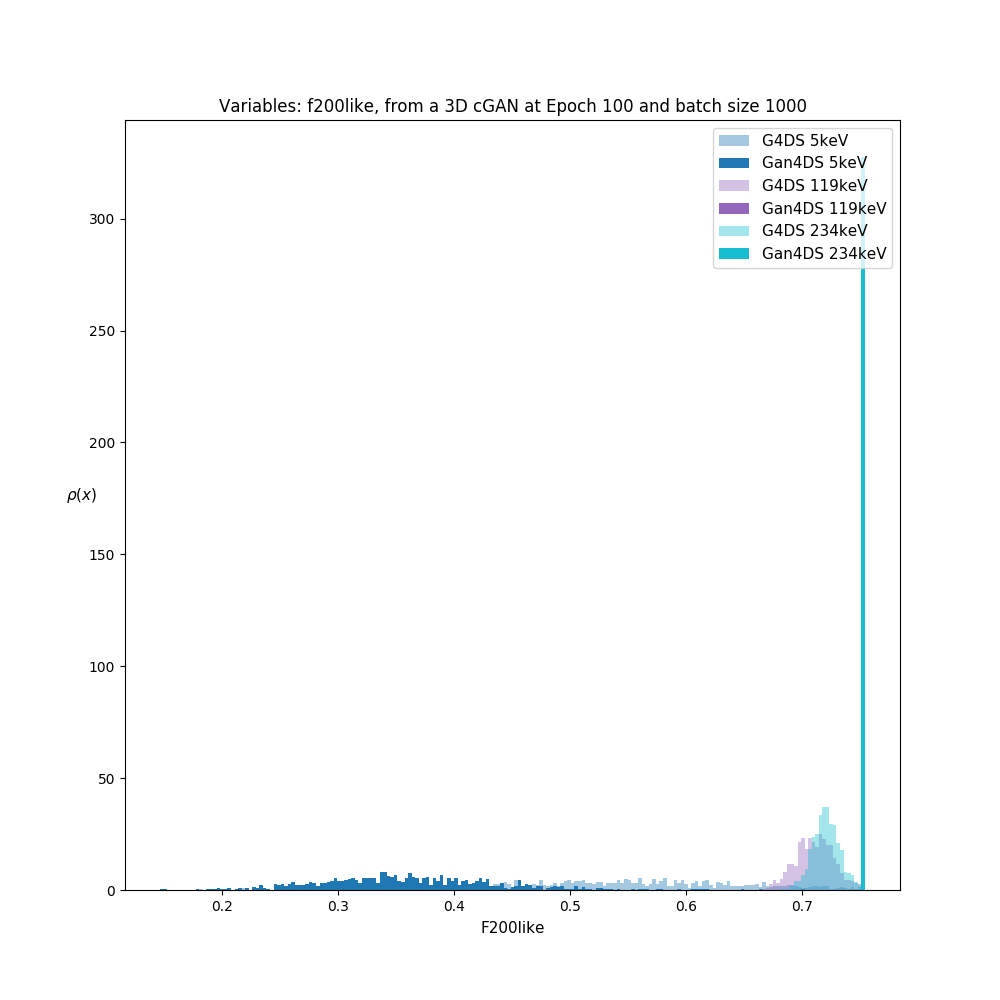 Variables: f200like, from a 3D cGAN at Epoch 100 and batch size 1000
G4DS 5keV
Gan4DS 5keV
G4DS 119keV
Gan4DS 119keV
G4DS 234keV
Gan4DS 234keV
300
250
200
150
100
50
0
ρ(x)
0.2 0.3 0.4 0.5 0.6 0.7
F200like